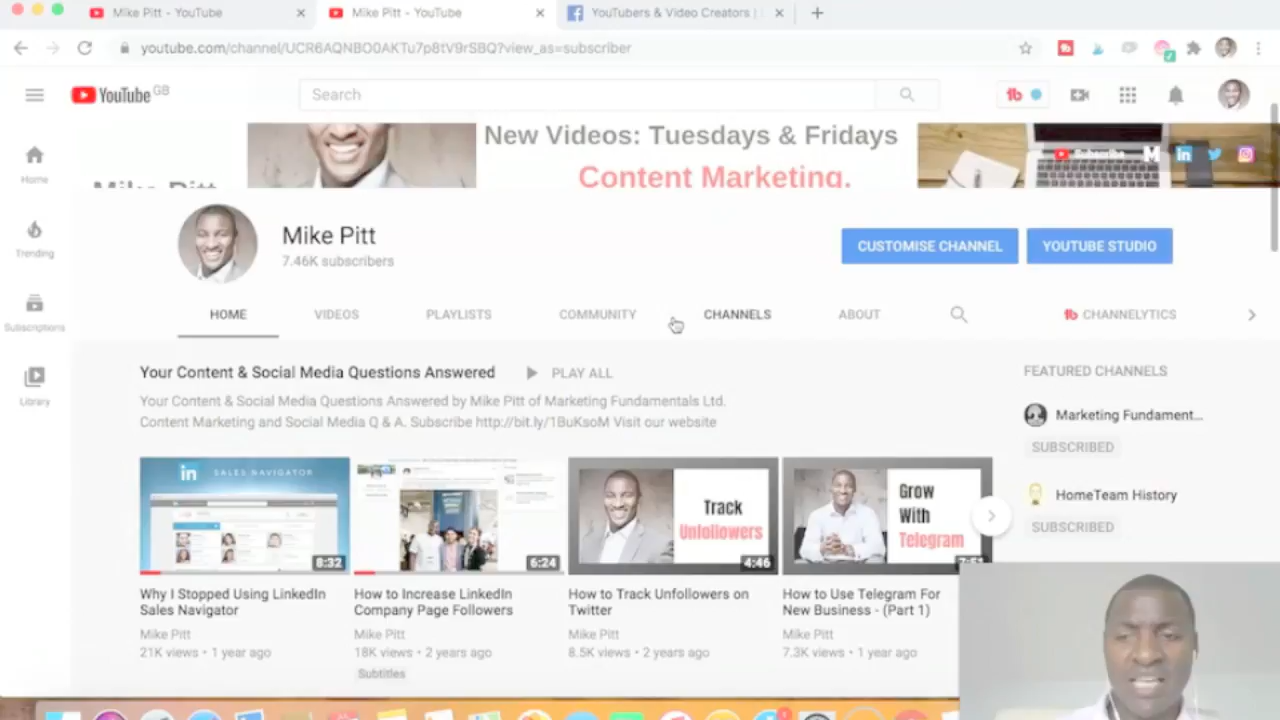 Mike Pitt - YouTube
Mike Pitt - YouTube
YouTubers & Video Creators |
youtube.com/channel/UCR6AQNBO0AKTu7p8tV9rSBQ?view_as=subscriber
YouTube GB
Search
New Videos: Tuesdays & Fridays
Content Marketing.
Mike Pitt
Subscribe
Home
Trending
Subscriptions
Library
Mike Pitt
7.46K subscribers
CUSTOMISE CHANNEL
YOUTUBE STUDIO
HOME
VIDEOS
PLAYLISTS
COMMUNITY
CHANNELS
ABOUT
CHANNELYTICS
Your Content & Social Media Questions Answered
PLAY ALL
Your Content & Social Media Questions Answered by Mike Pitt of Marketing Fundamentals Ltd.
Content Marketing and Social Media Q & A. Subscribe http://bit.ly/1BuKsoM Visit our website
FEATURED CHANNELS
Marketing Fundament...
SUBSCRIBED
HomeTeam History
SUBSCRIBED
in SALES NAVIGATOR
8:32
6:24
Track
Unfollowers
4:46
Grow
With
Telegram
Why I Stopped Using LinkedIn
Sales Navigator
Mike Pitt
21K views • 1 year ago
How to Increase LinkedIn
Company Page Followers
Mike Pitt
18K views • 2 years ago
Subtitles
How to Track Unfollowers on
Twitter
Mike Pitt
8.5K views • 2 years ago
How to Use Telegram For
New Business - (Part 1)
Mike Pitt
7.3K views • 1 year ago